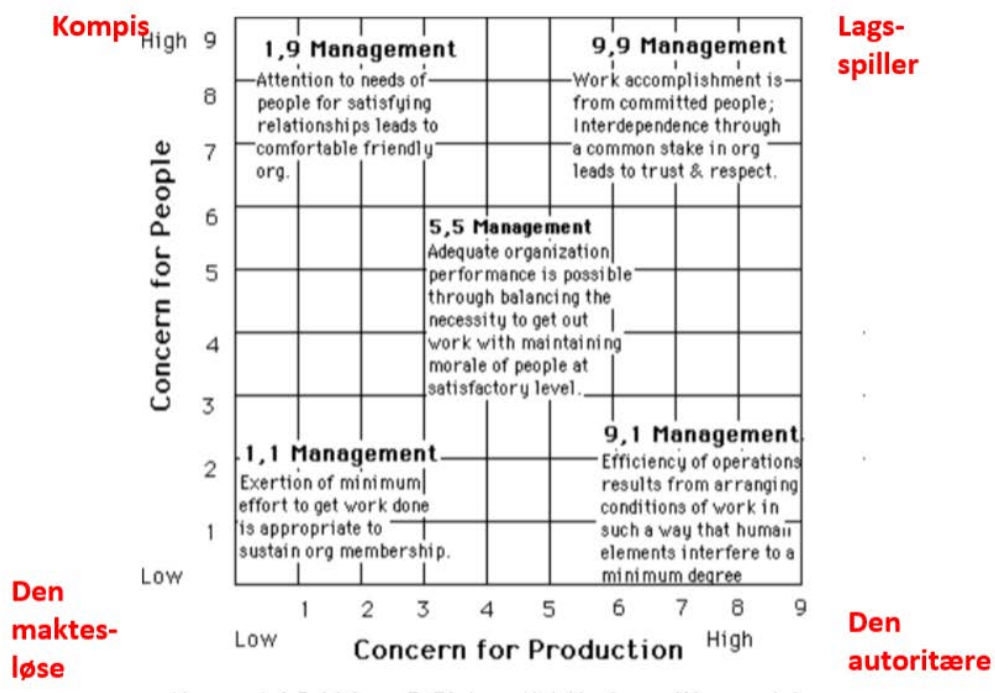 Kompis
High 9
1,9 Management
Attention to needs of
people for satisfying
relationships leads to
comfortable friendly
org.
9,9 Management
Work accomplishment is
from committed people;
Interdependence through
a common stake in org
leads to trust & respect.
Lags-
spiller
8
7
6
5
4
3
2
1
Low
Concern for People
5,5 Management
Adequate organization
performance is possible
through balancing the
necessity to get out
work with maintaining
morale of people at
satisfactory level.
1,1 Management
Exertion of minimum
effort to get work done
is appropriate to
sustain org membership.
9,1 Management
Efficiency of operations
results from arranging
conditions of work in
such a way that human
elements interfere to a
minimum degree
Den
maktes-
løse
1 2 3 4 5 6 7 8 9
Low
Concern for Production
High
Den
autoritære